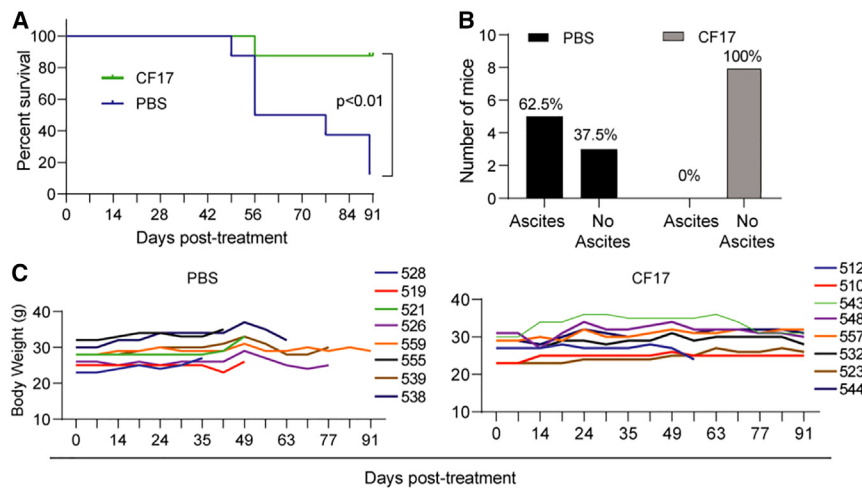 A
Percent survival
100
80
60
40
20
0
CF17
PBS
p<0.01
0 14 28 42 56 70 84 91
Days post-treatment
B
Number of mice
10
8
6
4
2
0
PBS CF17
62.5%
37.5%
0%
100%
Ascites No Ascites Ascites No Ascites
C
PBS
Body Weight (g)
40
30
20
10
0 14 24 35 49 63 77 91
528
519
521
526
559
555
539
538
CF17
40
30
20
10
0 14 24 35 49 63 77 91
512
510
543
548
557
532
523
544
Days post-treatment